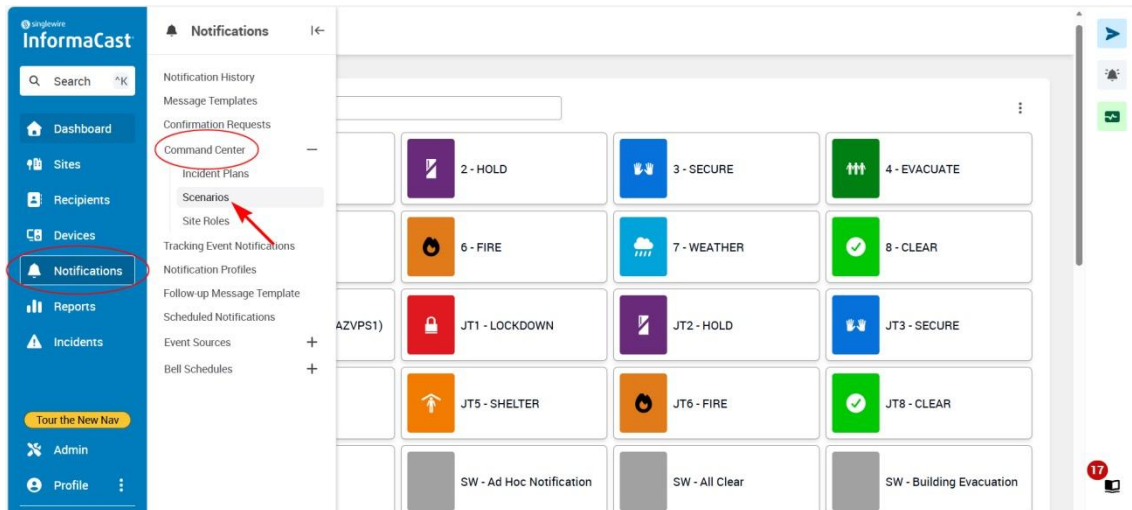 singlewire
InformaCast
Search ^K
Dashboard
Sites
Recipients
Devices
Notifications
Reports
Incidents
Tour the New Nav
Admin
Profile
Notifications
Notification History
Message Templates
Confirmation Requests
Command Center
Incident Plans
Scenarios
Site Roles
Tracking Event Notifications
Notification Profiles
Follow-up Message Template
Scheduled Notifications
Event Sources
Bell Schedules
2 - HOLD
3 - SECURE
4 - EVACUATE
6 - FIRE
7 - WEATHER
8 - CLEAR
AZVPS1)
JT1 - LOCKDOWN
JT2 - HOLD
JT3 - SECURE
JT5 - SHELTER
JT6 - FIRE
JT8 - CLEAR
SW - Ad Hoc Notification
SW - All Clear
SW - Building Evacuation
17